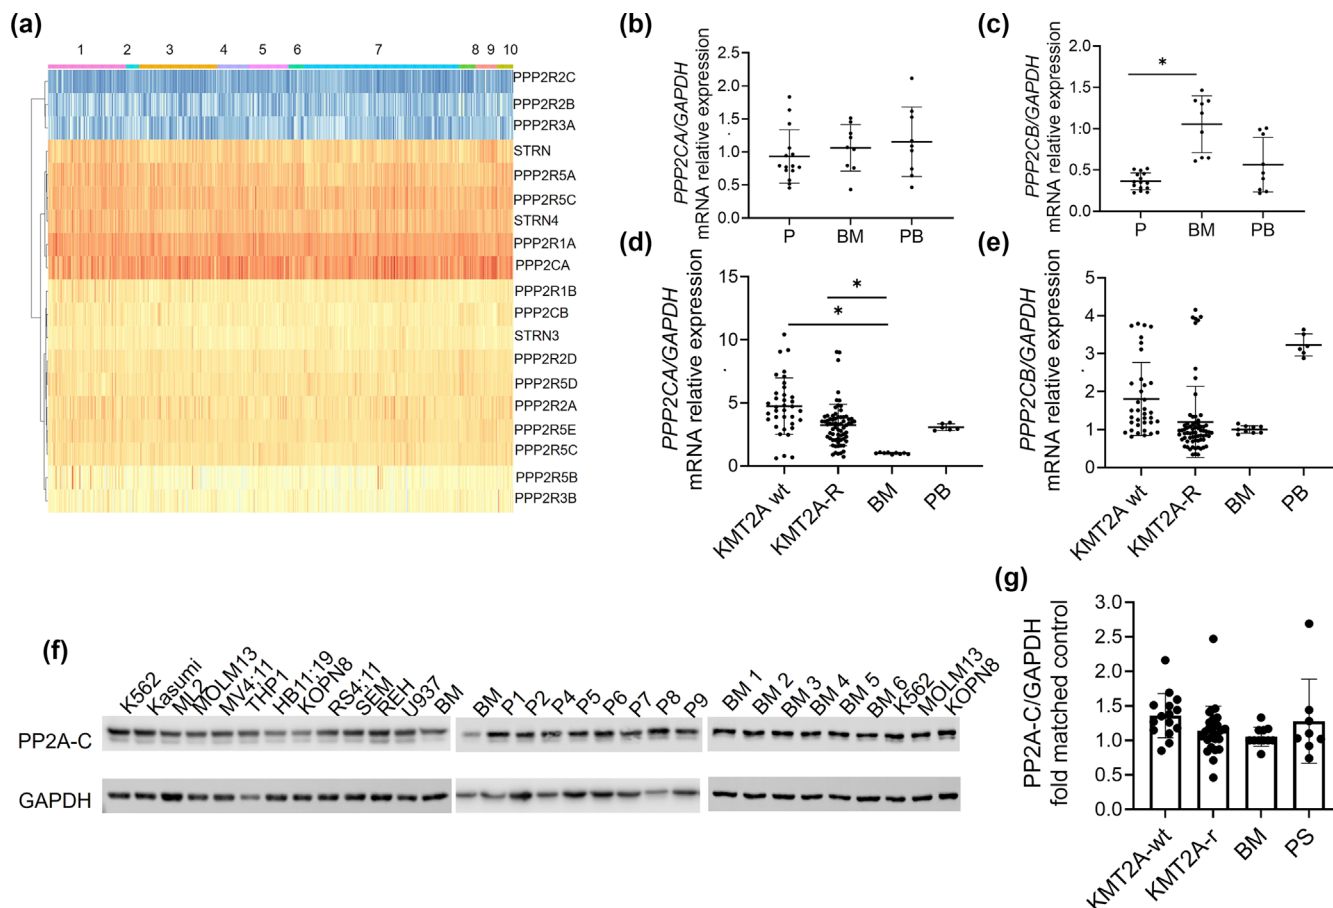 (a)
1 2 3 4 5 6 7 8 9 10
PPP2R2C
PPP2R2B
PPP2R3A
STRN
PPP2R5A
PPP2R5C
STRN4
PPP2R1A
PPP2CA
PPP2R1B
PPP2CB
STRN3
PPP2R2D
PPP2R5D
PPP2R2A
PPP2R5E
PPP2R5C
PPP2R5B
PPP2R3B
(b)
PPP2CA/GAPDH
mRNA relative expression
2.5
2.0
1.5
1.0
0.5
0.0
P BM PB
(c)
PPP2CB/GAPDH
mRNA relative expression
2.0
1.5
1.0
0.5
0.0
*
P BM PB
(d)
PPP2CA/GAPDH
mRNA relative expression
15
10
5
0
*
*
KMT2A wt KMT2A-R BM PB
(e)
PPP2CB/GAPDH
mRNA relative expression
5
4
3
2
1
0
KMT2A wt KMT2A-R BM PB
(f)
K562 Kasumi ML2 MOLM13 MV4:11 THP1 HB11:19 KOPN8 RS4:11 SEM REH U937 BM
BM P1 P2 P4 P5 P6 P7 P8 P9
BM 1 BM 2 BM 3 BM 4 BM 5 BM 6 K562 MOLM13 KOPN8
PP2A-C
GAPDH
(g)
PP2A-C/GAPDH
fold matched control
3.0
2.5
2.0
1.5
1.0
0.5
0.0
KMT2A-wt KMT2A-r BM PS